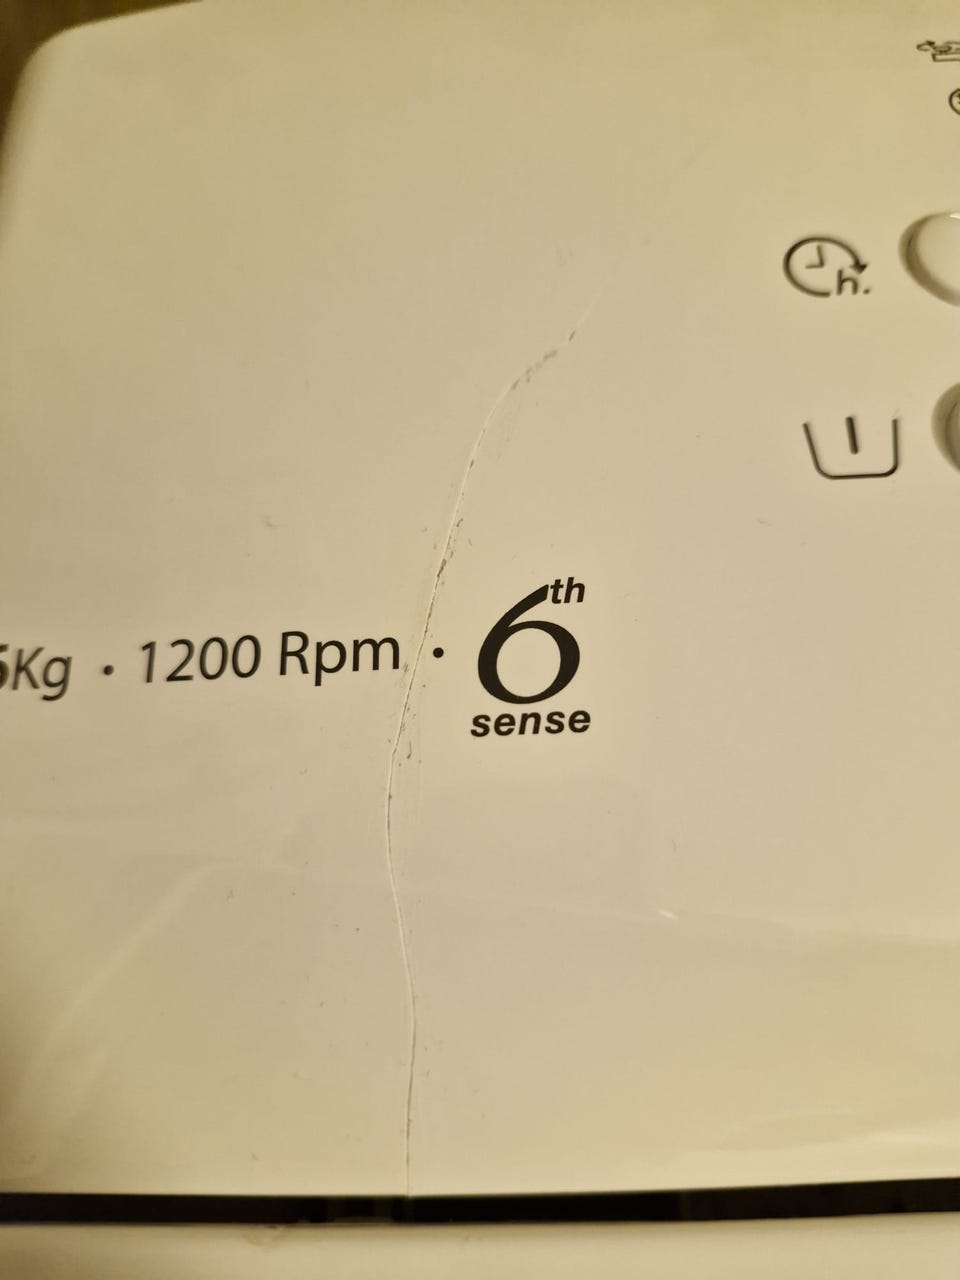 Kg • 1200 Rpm • 6th
sense
h.